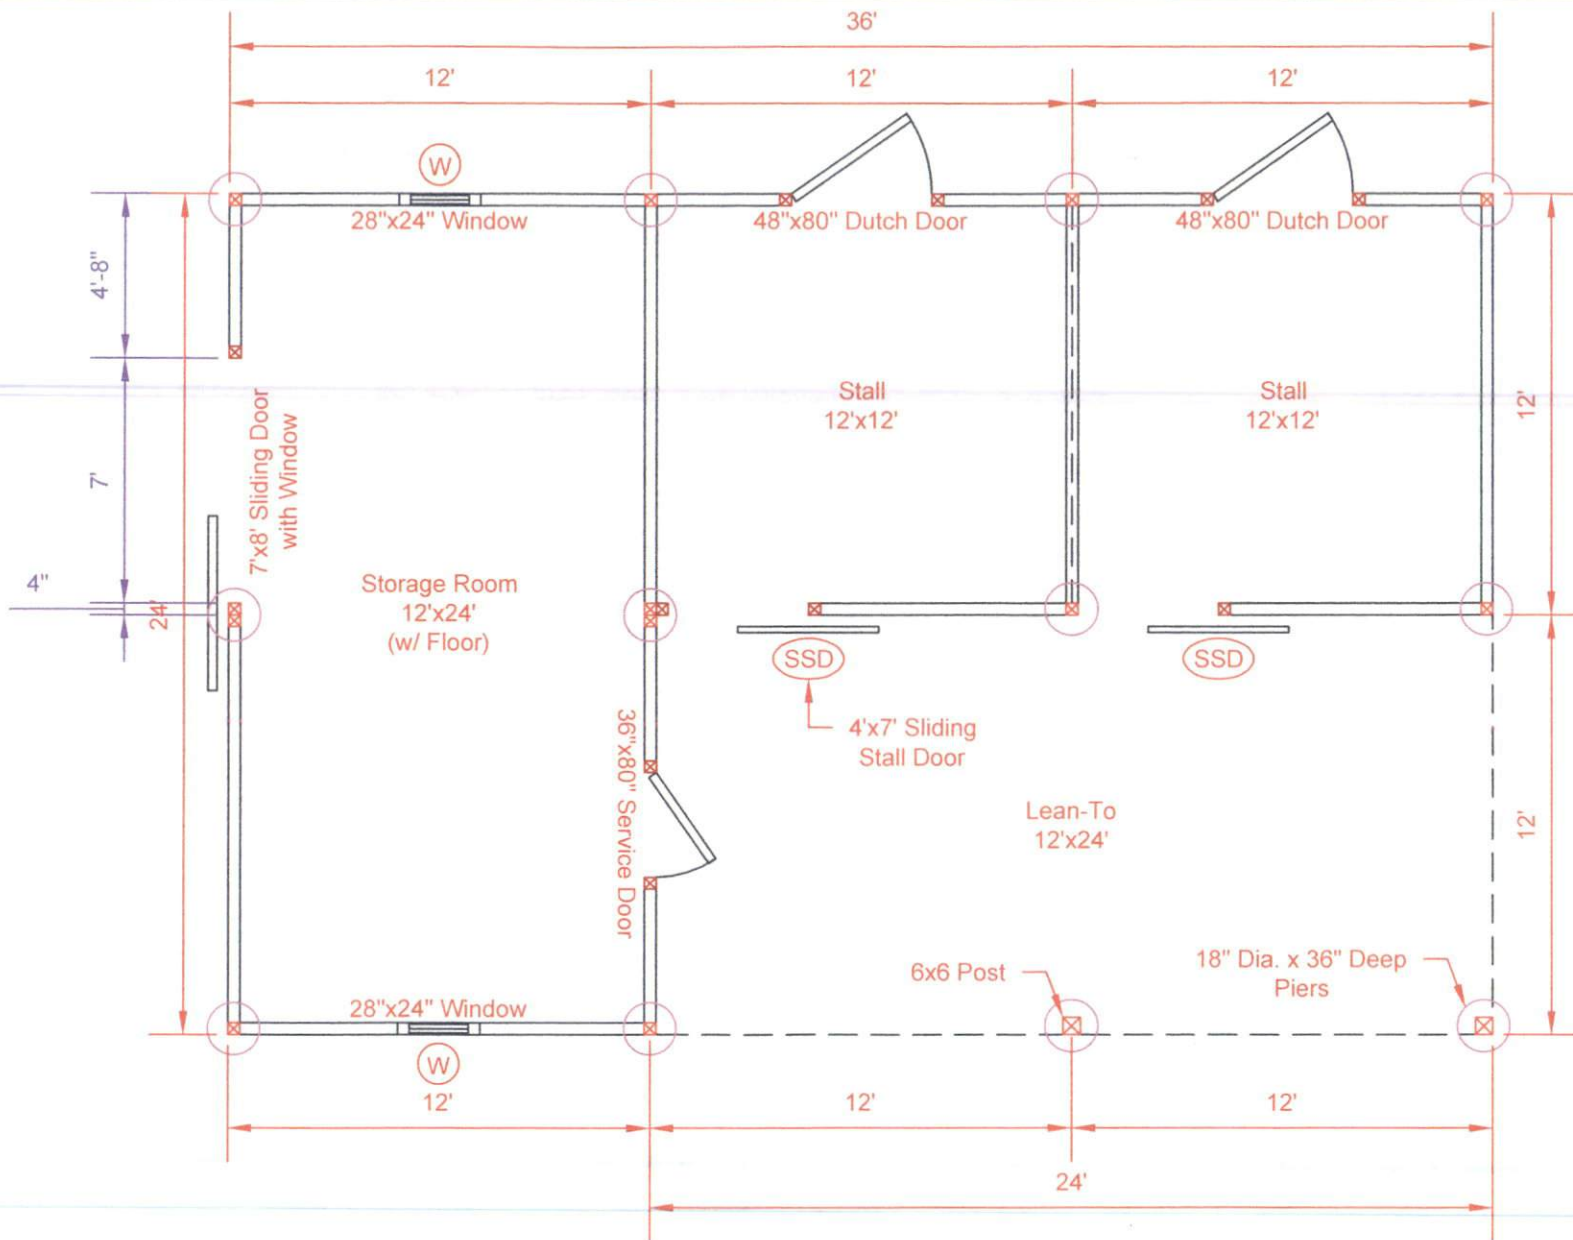 36'
12'
12'
12'
W
28"x24" Window
48"x80" Dutch Door
48"x80" Dutch Door
4'-8"
7'
4"
24'
7'x8' Sliding Door
with Window
Stall
12'x12'
Stall
12'x12'
12'
Storage Room
12'x24'
(w/ Floor)
SSD
SSD
4'x7' Sliding
Stall Door
36"x80" Service Door
Lean-To
12'x24'
12'
6x6 Post
18" Dia. x 36" Deep
Piers
28"x24" Window
W
12'
12'
12'
24'